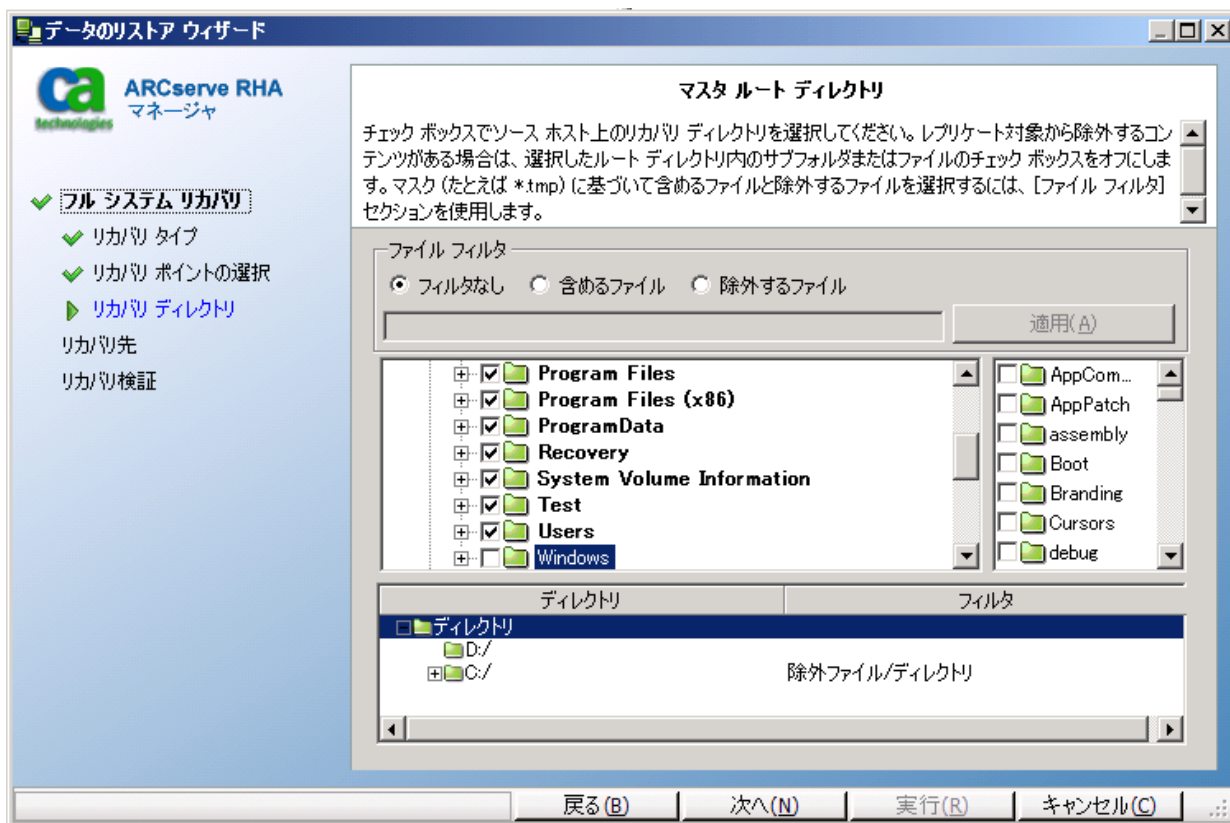 データのリストア ウィザード
ca
technologies
ARCserve RHA
マネージャ
フル システム リカバリ
リカバリ タイプ
リカバリ ポイントの選択
リカバリ ディレクトリ
リカバリ先
リカバリ検証
マスタ ルート ディレクトリ
チェック ボックスでソース ホスト上のリカバリ ディレクトリを選択してください。レプリケート対象から除外するコン
テンツがある場合は、選択したルート ディレクトリ内のサブフォルダまたはファイルのチェック ボックスをオフにしま
す。マスク (たとえば *.tmp) に基づいて含めるファイルと除外するファイルを選択するには、[ファイル フィルタ]
セクションを使用します。
ファイル フィルタ
フィルタなし 含めるファイル 除外するファイル
適用(A)
Program Files
Program Files (x86)
ProgramData
Recovery
System Volume Information
Test
Users
Windows
AppCom...
AppPatch
assembly
Boot
Branding
Cursors
debug
ディレクトリ フィルタ
ディレクトリ
D:/
C:/ 除外ファイル/ディレクトリ
戻る(B) 次へ(N) 実行(R) キャンセル(C)